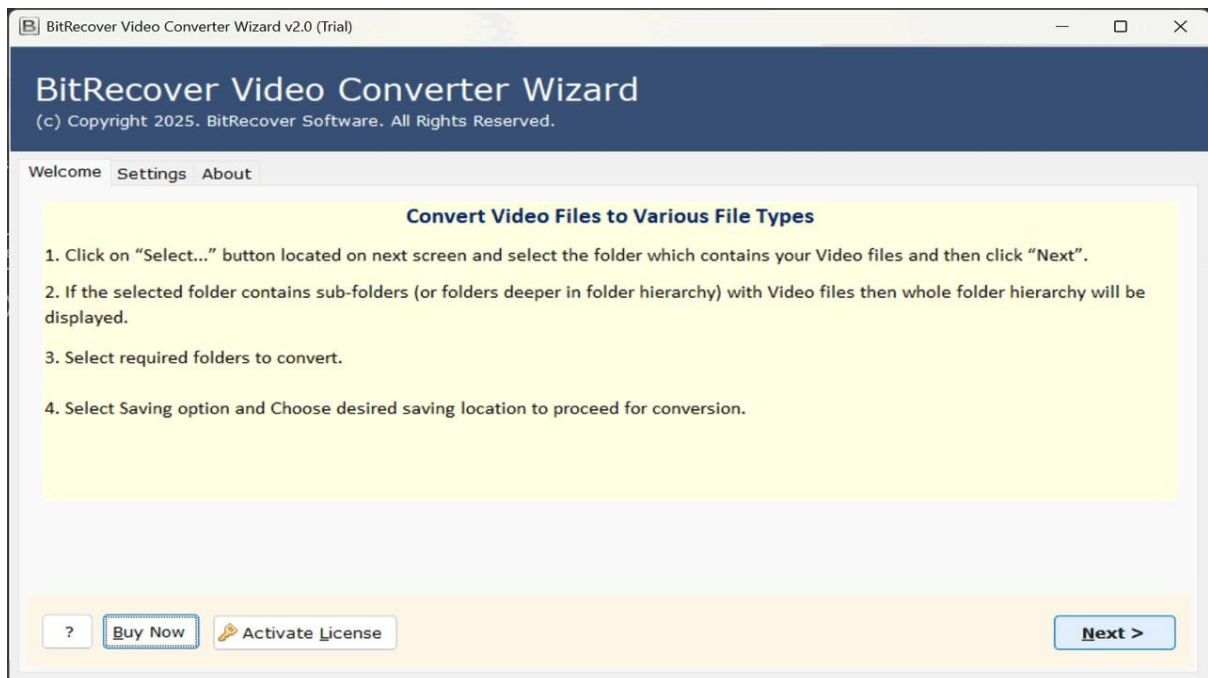 BitRecover Video Converter Wizard v2.0 (Trial)
BitRecover Video Converter Wizard
(c) Copyright 2025. BitRecover Software. All Rights Reserved.
Welcome Settings About
Convert Video Files to Various File Types
1. Click on “Select...” button located on next screen and select the folder which contains your Video files and then click “Next”.
2. If the selected folder contains sub-folders (or folders deeper in folder hierarchy) with Video files then whole folder hierarchy will be
displayed.
3. Select required folders to convert.
4. Select Saving option and Choose desired saving location to proceed for conversion.
? Buy Now Activate License Next >